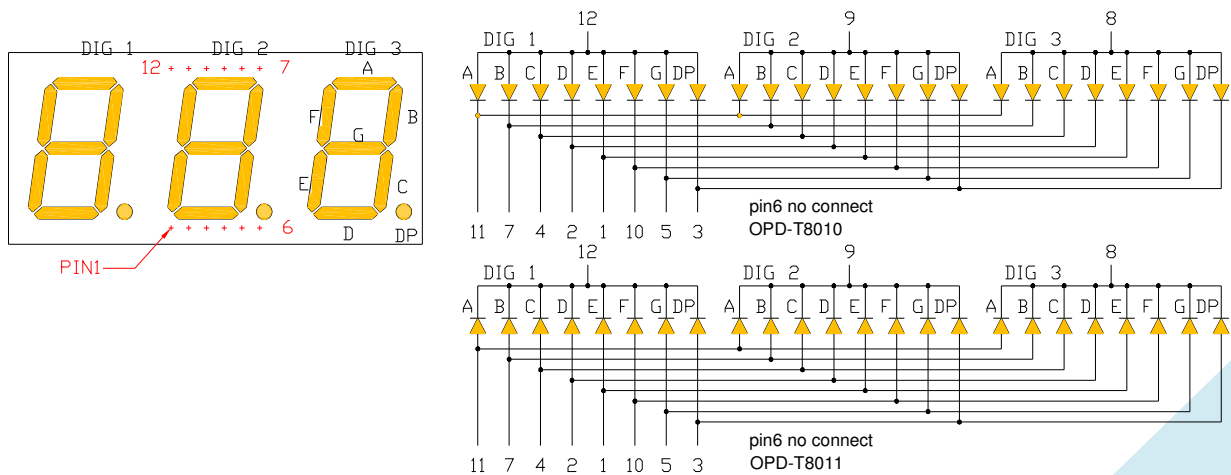 DIG 1 DIG 2 DIG 3
12 7 A
F B
G
E C
6 D DP
PIN1
12 9 8
DIG 1 DIG 2 DIG 3
A B C D E F G DP A B C D E F G DP A B C D E F G DP
11 7 4 2 1 10 5 3
pin6 no connect
OPD-T8010
12 9 8
DIG 1 DIG 2 DIG 3
A B C D E F G DP A B C D E F G DP A B C D E F G DP
11 7 4 2 1 10 5 3
pin6 no connect
OPD-T8011